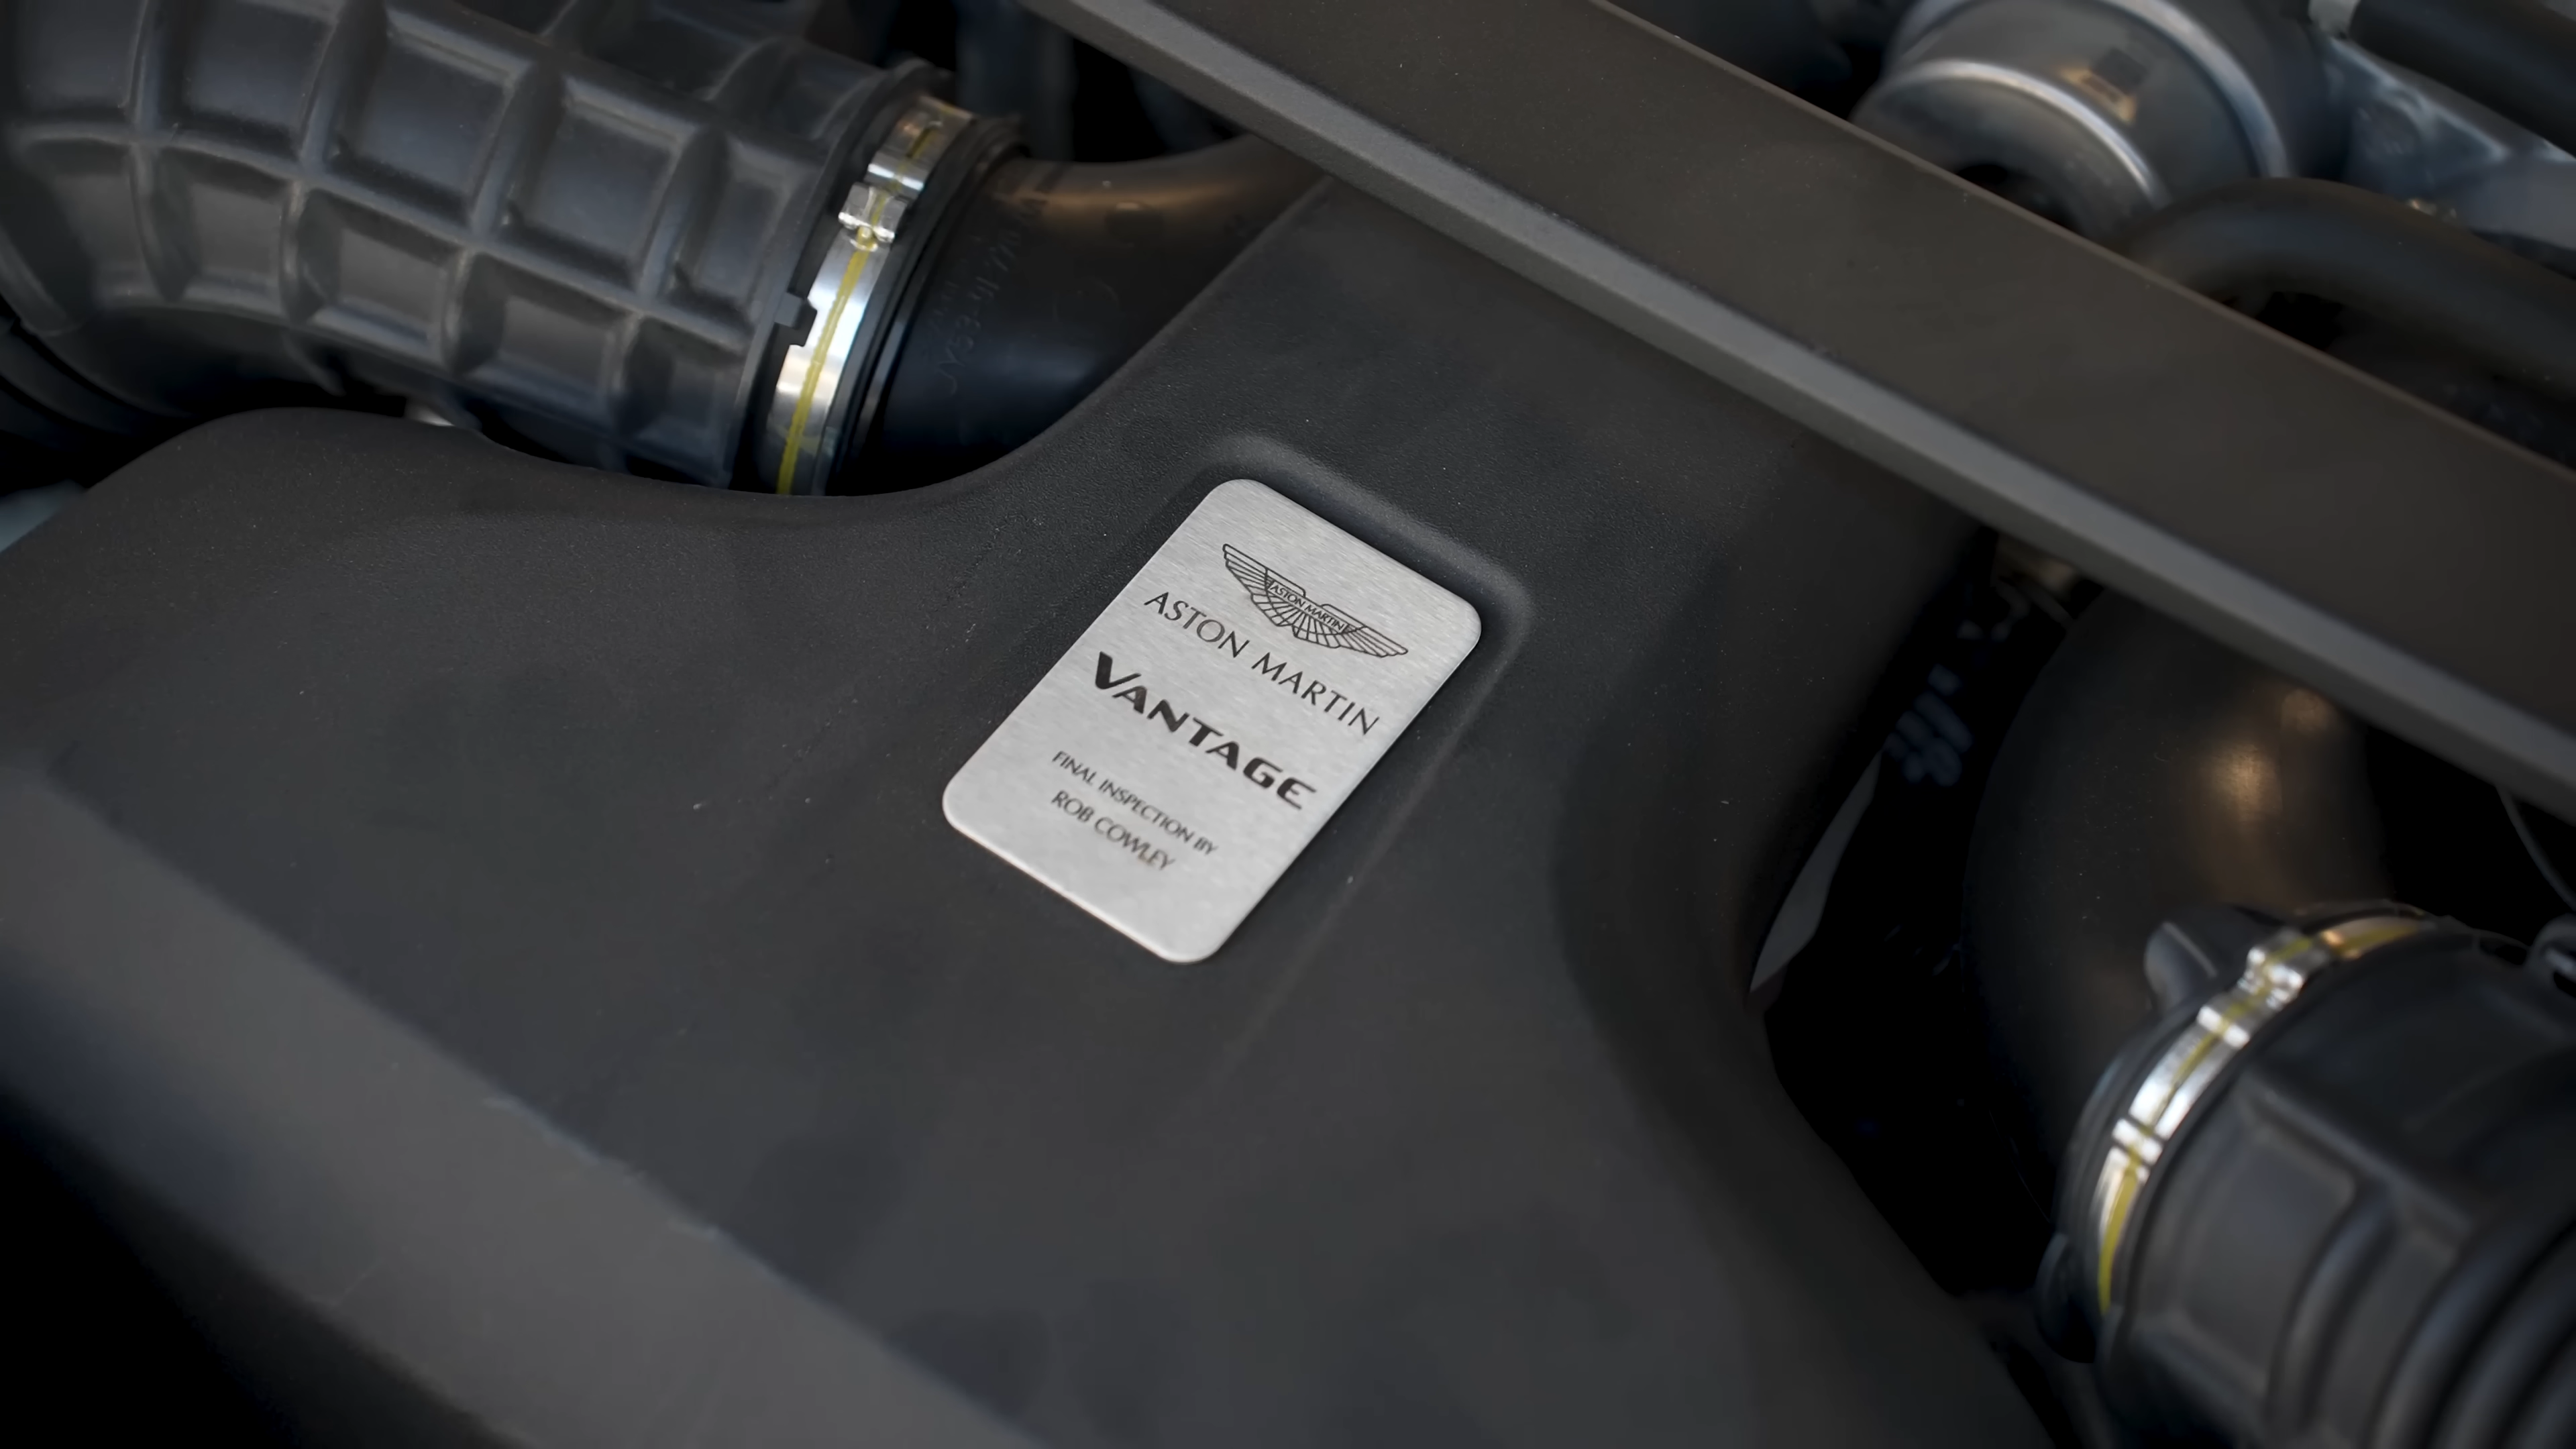 ASTON MARTIN
ASTON MARTIN
VANTAGE
FINAL INSPECTION BY
ROB COWLEY